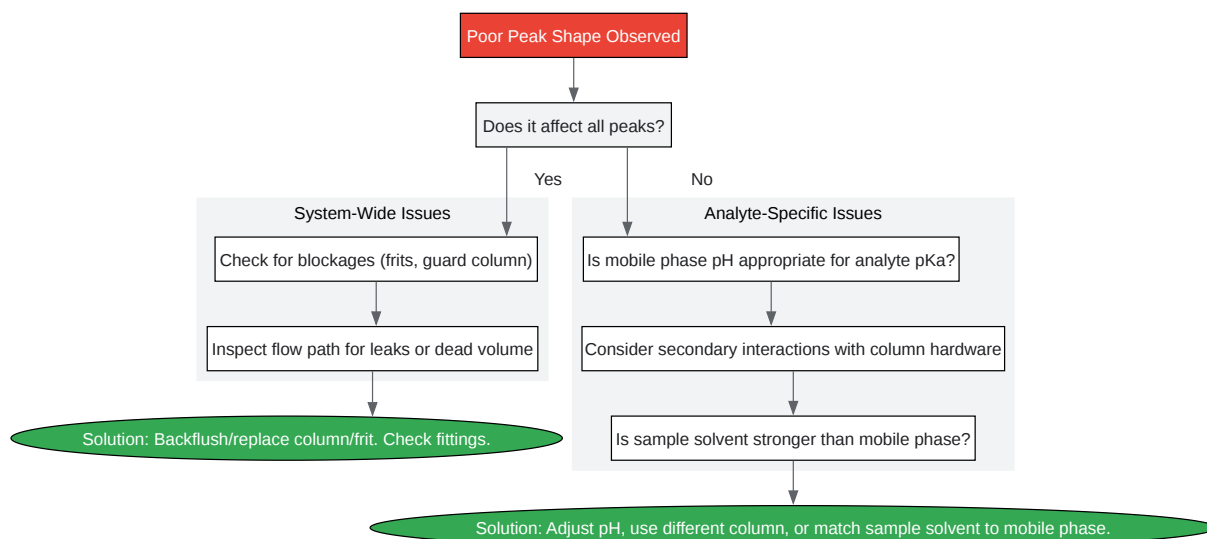 Poor Peak Shape Observed
Does it affect all peaks?
Yes
No
System-Wide Issues
Check for blockages (frits, guard column)
Inspect flow path for leaks or dead volume
Solution: Backflush/replace column/frit. Check fittings.
Analyte-Specific Issues
Is mobile phase pH appropriate for analyte pKa?
Consider secondary interactions with column hardware
Is sample solvent stronger than mobile phase?
Solution: Adjust pH, use different column, or match sample solvent to mobile phase.